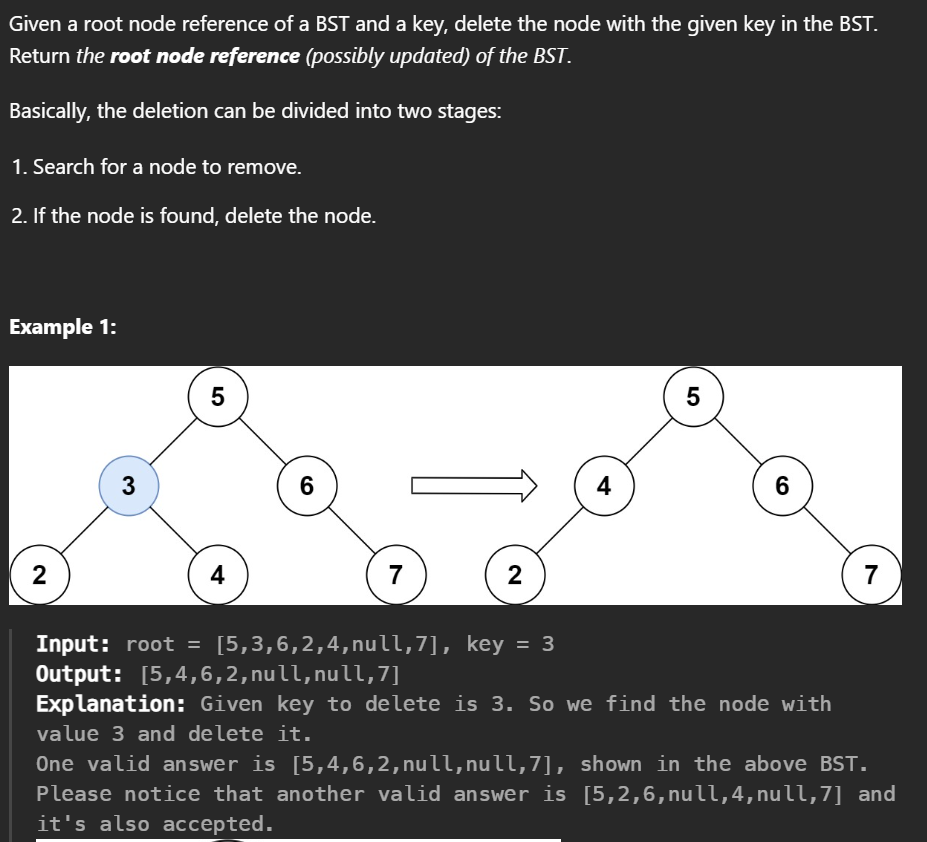 Given a root node reference of a BST and a key, delete the node with the given key in the BST.
Return the root node reference (possibly updated) of the BST.
Basically, the deletion can be divided into two stages:
1. Search for a node to remove.
2. If the node is found, delete the node.
Example 1:
5 5
3 6 4 6
2 4 7 2 7
Input: root = [5,3,6,2,4,null,7], key = 3
Output: [5,4,6,2,null,null,7]
Explanation: Given key to delete is 3. So we find the node with
value 3 and delete it.
One valid answer is [5,4,6,2,null,null,7], shown in the above BST.
Please notice that another valid answer is [5,2,6,null,4,null,7] and
it's also accepted.